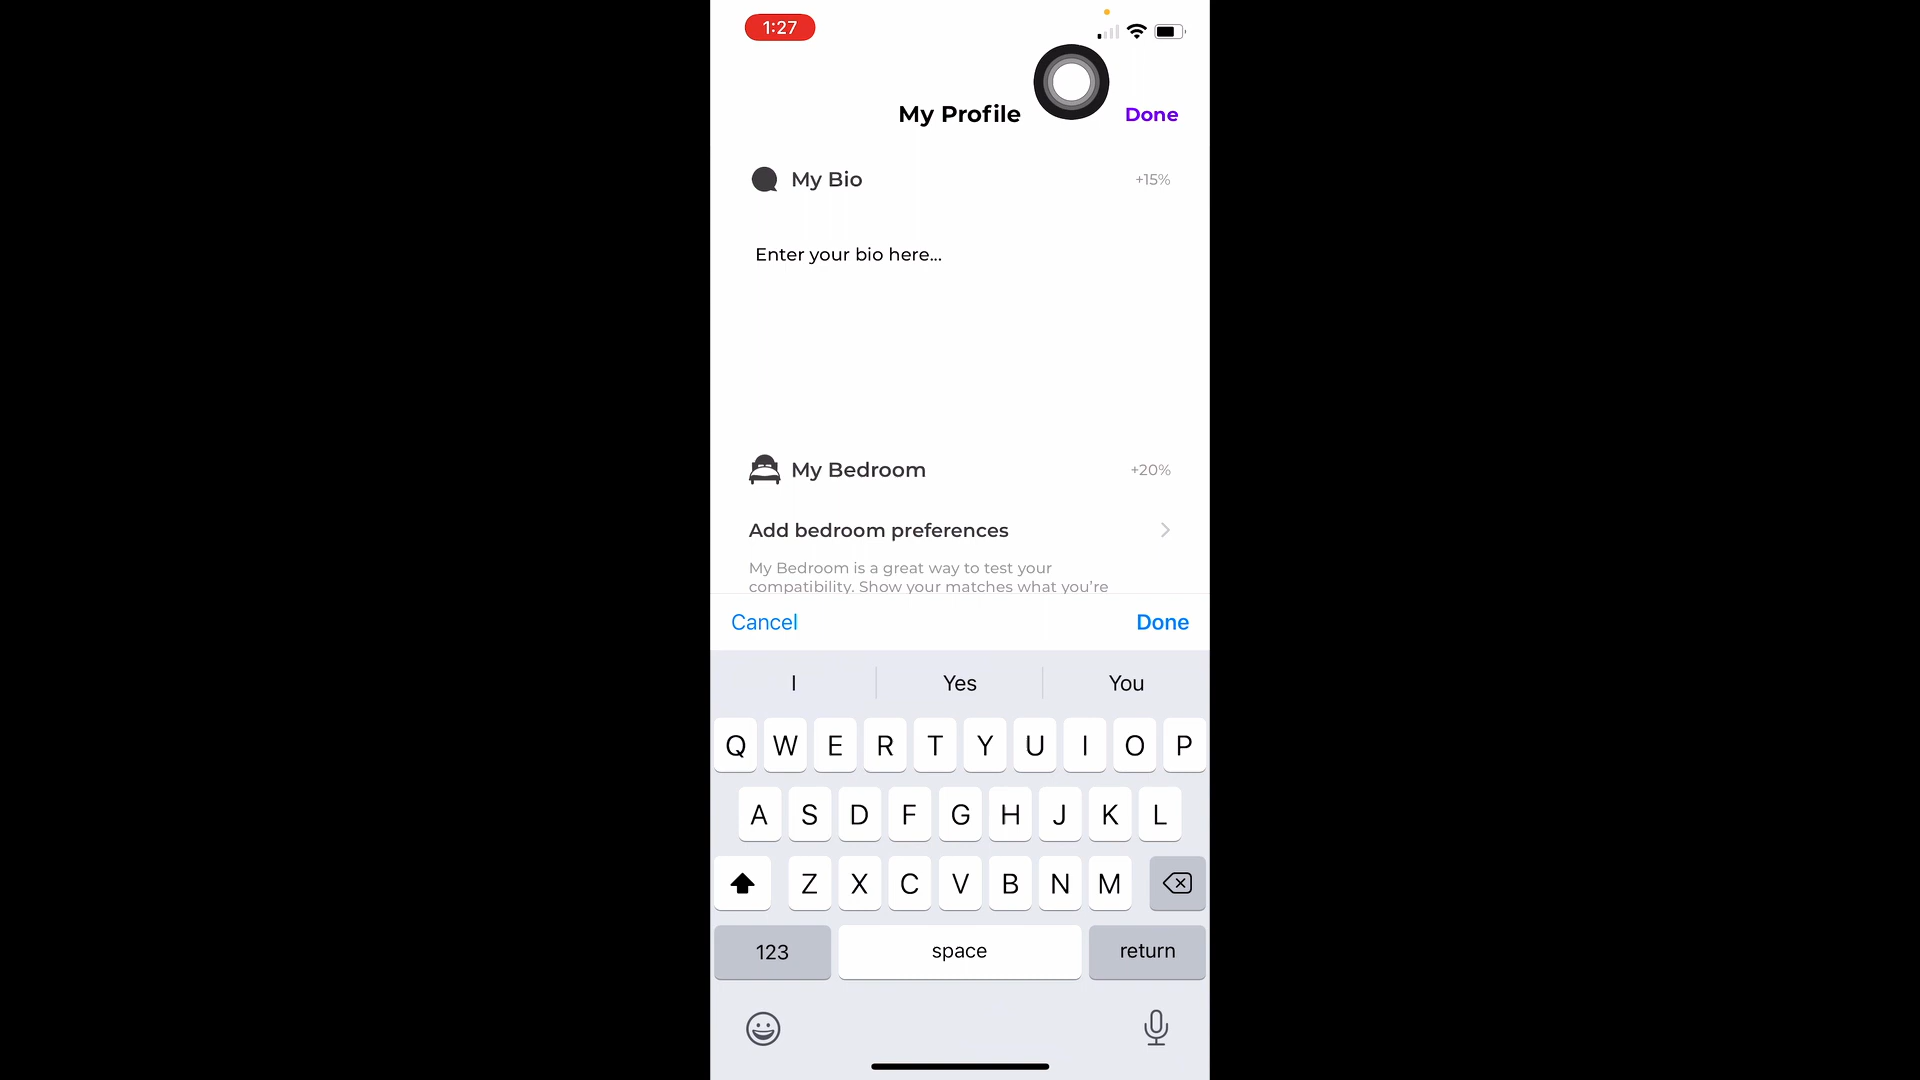 1:27
My Profile
Done
My Bio
+15%
Enter your bio here...
My Bedroom
+20%
Add bedroom preferences
My Bedroom is a great way to test your
compatibility. Show your matches what you're
Cancel
Done
I
Yes
You
Q W E R T Y U I O P
A S D F G H J K L
Z X C V B N M
123
space
return